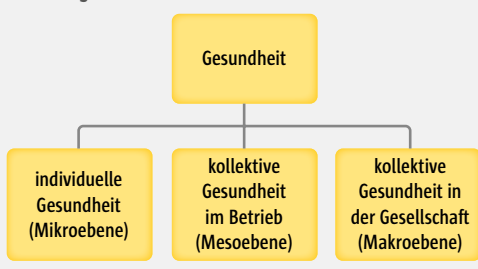 Gesundheit
individuelle
Gesundheit
(Mikroebene)
kollektive
Gesundheit
im Betrieb
(Mesoebene)
kollektive
Gesundheit in
der Gesellschaft
(Makroebene)